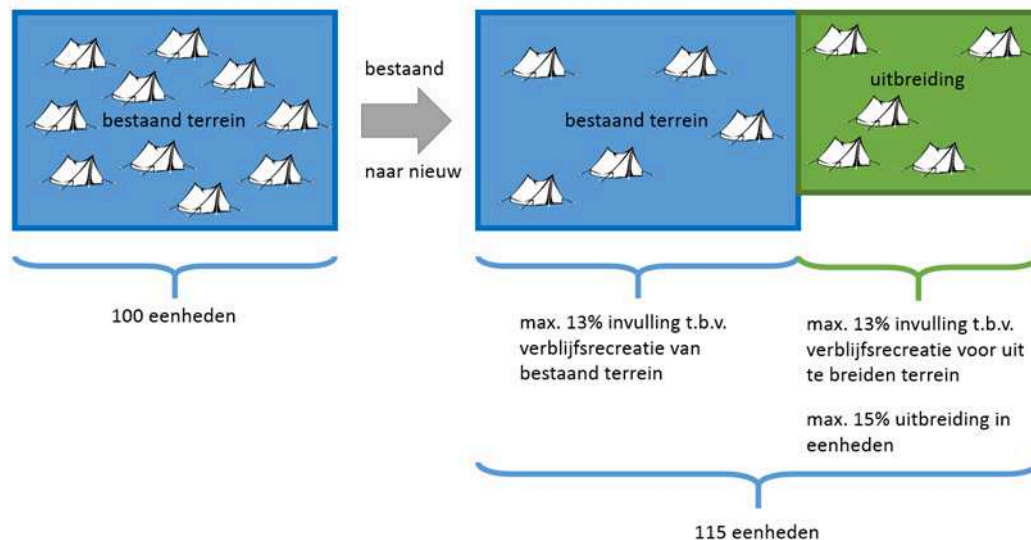 bestaand terrein
100 eenheden
bestaand
naar nieuw
bestaand terrein
uitbreiding
max. 13% invulling t.b.v.
verblijfsrecreatie van
bestaand terrein
max. 13% invulling t.b.v.
verblijfsrecreatie voor uit
te breiden terrein
max. 15% uitbreiding in
eenheden
115 eenheden